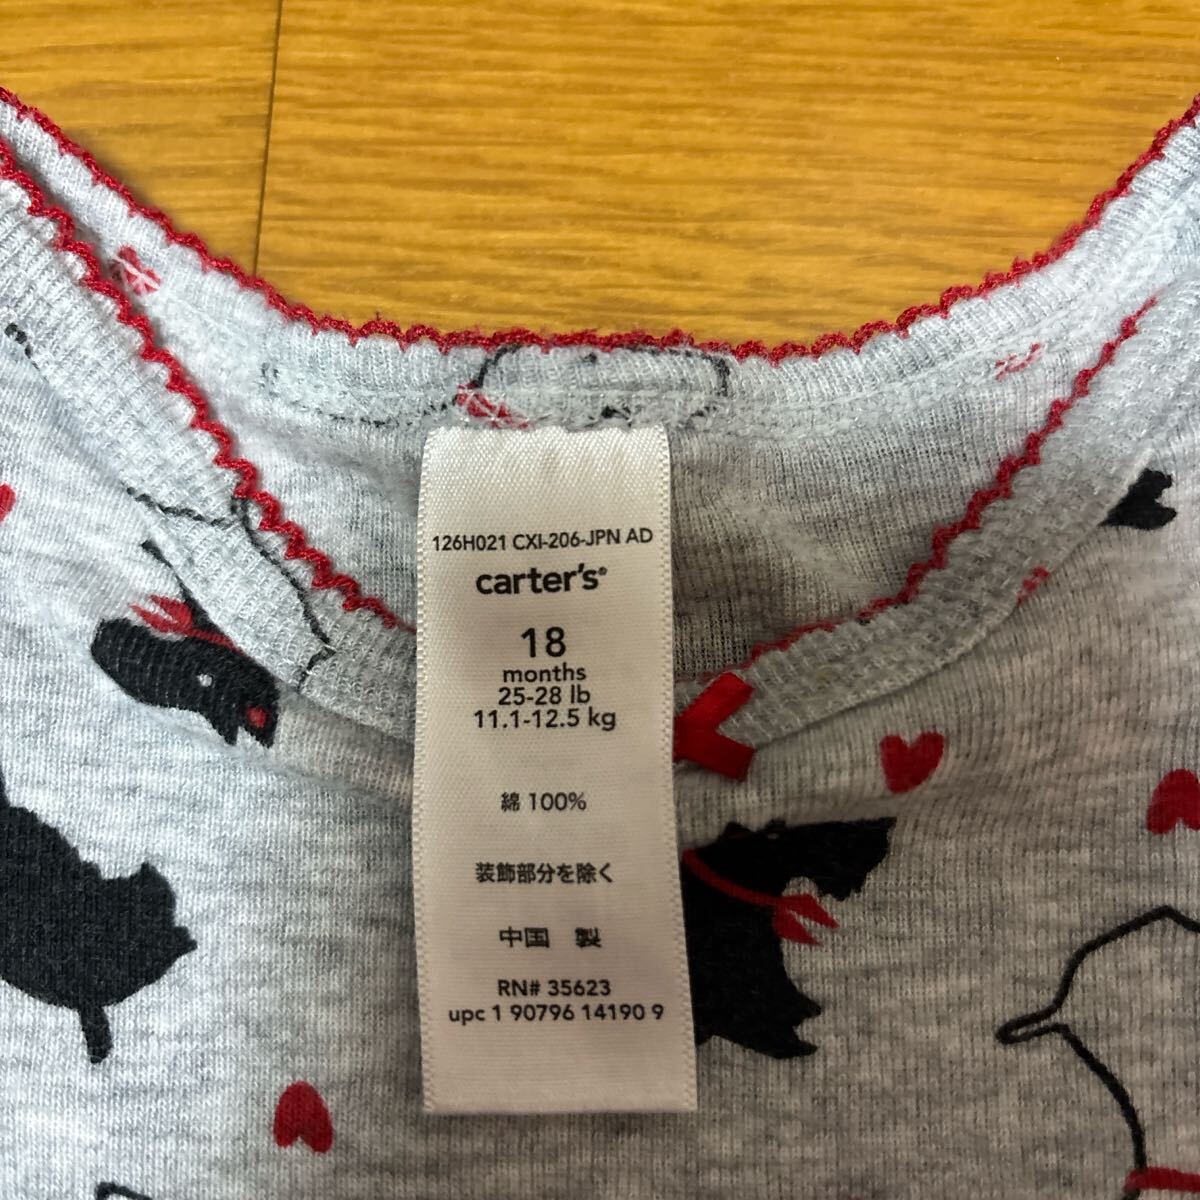 126H021 CXI-206-JPN AD
carter's®
18
months
25-28 lb
11.1-12.5 kg
綿 100%
装飾部分を除く
中国 製
RN# 35623
upc 1 90796 14190 9